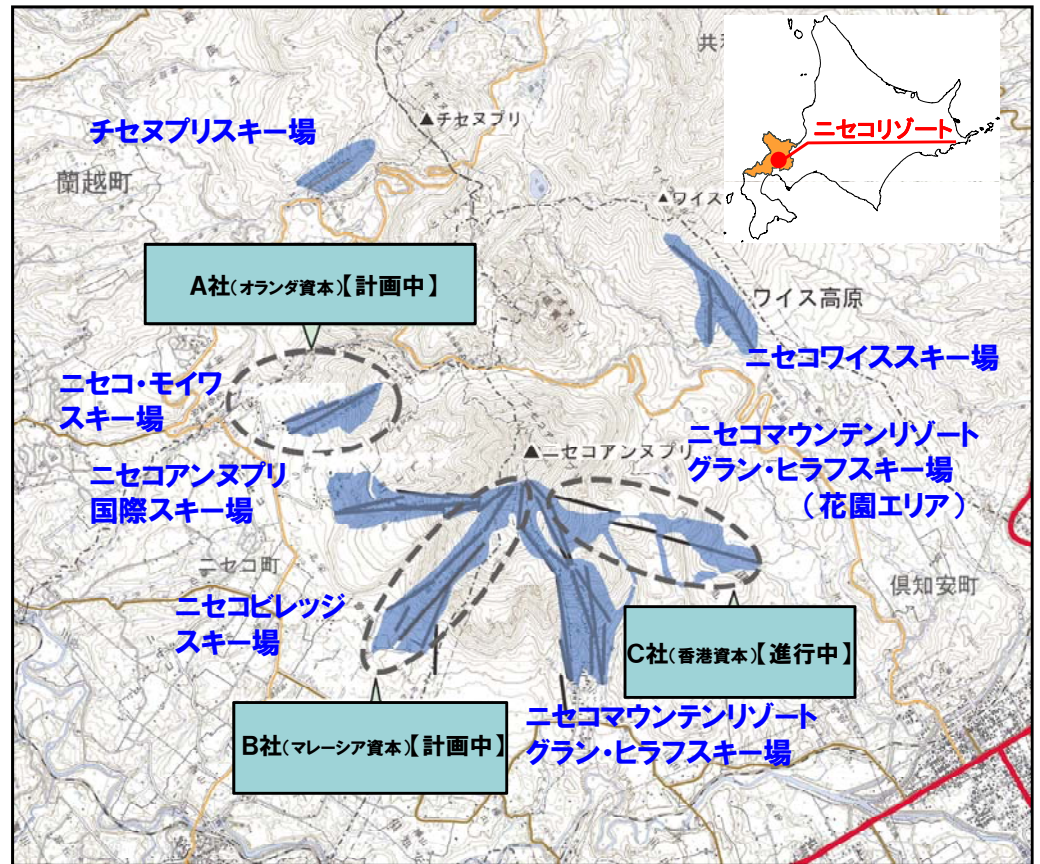 共和
ニセコリゾート
▲チセヌプリ
チセヌプリスキー場
蘭越町
▲ワイス
A社(オランダ資本)【計画中】
ワイス高原
ニセコワイススキー場
ニセコ・モイワ
スキー場
ニセコマウンテンリゾート
グラン・ヒラフスキー場
(花園エリア)
▲ニセコアンヌプリ
ニセコアンヌプリ
国際スキー場
ニセコ町
倶知安町
ニセコビレッジ
スキー場
C社(香港資本)【進行中】
B社(マレーシア資本)【計画中】
ニセコマウンテンリゾート
グラン・ヒラフスキー場